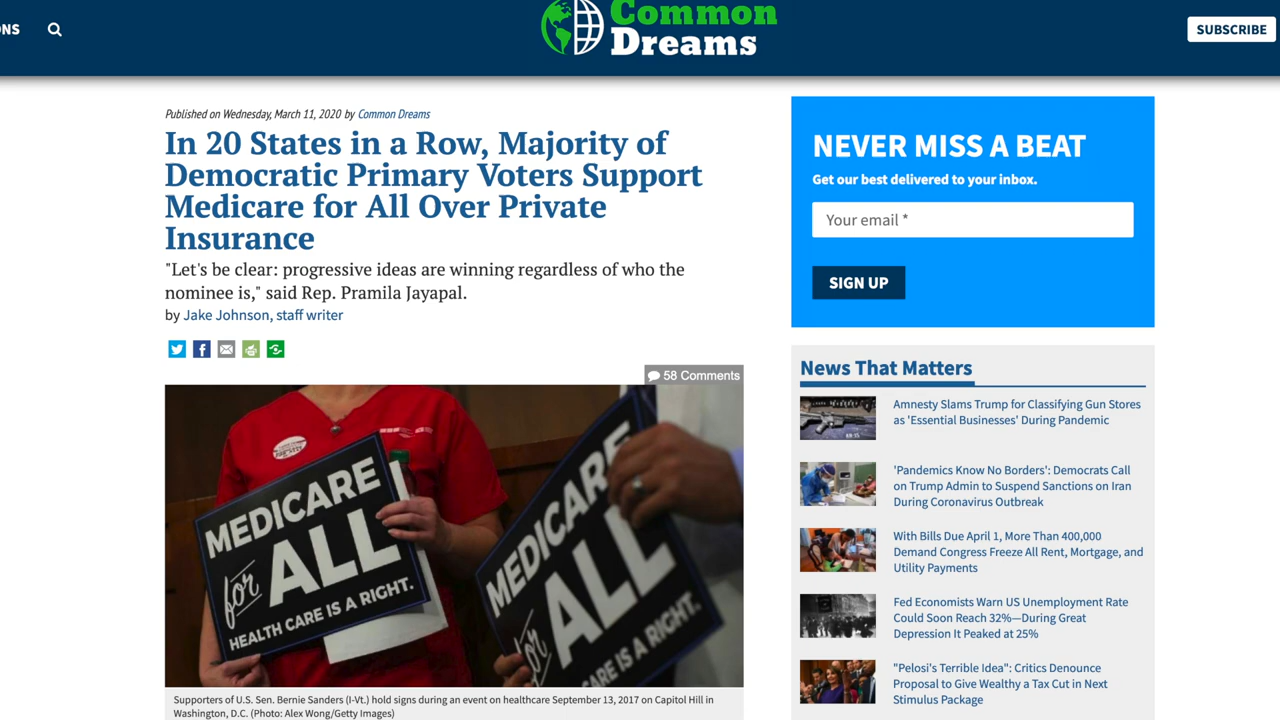 NS
Common
Dreams
SUBSCRIBE
Published on Wednesday, March 11, 2020 by Common Dreams
In 20 States in a Row, Majority of
Democratic Primary Voters Support
Medicare for All Over Private
Insurance
"Let's be clear: progressive ideas are winning regardless of who the
nominee is," said Rep. Pramila Jayapal.
by Jake Johnson, staff writer
58 Comments
MEDICARE
for ALL
HEALTH CARE IS A RIGHT.
MEDICARE
for ALL
CARE IS A RIGHT.
Supporters of U.S. Sen. Bernie Sanders (I-Vt.) hold signs during an event on healthcare September 13, 2017 on Capitol Hill in
Washington, D.C. (Photo: Alex Wong/Getty Images)
NEVER MISS A BEAT
Get our best delivered to your inbox.
Your email *
SIGN UP
News That Matters
Amnesty Slams Trump for Classifying Gun Stores
as 'Essential Businesses' During Pandemic
'Pandemics Know No Borders': Democrats Call
on Trump Admin to Suspend Sanctions on Iran
During Coronavirus Outbreak
With Bills Due April 1, More Than 400,000
Demand Congress Freeze All Rent, Mortgage, and
Utility Payments
Fed Economists Warn US Unemployment Rate
Could Soon Reach 32%—During Great
Depression It Peaked at 25%
"Pelosi's Terrible Idea": Critics Denounce
Proposal to Give Wealthy a Tax Cut in Next
Stimulus Package